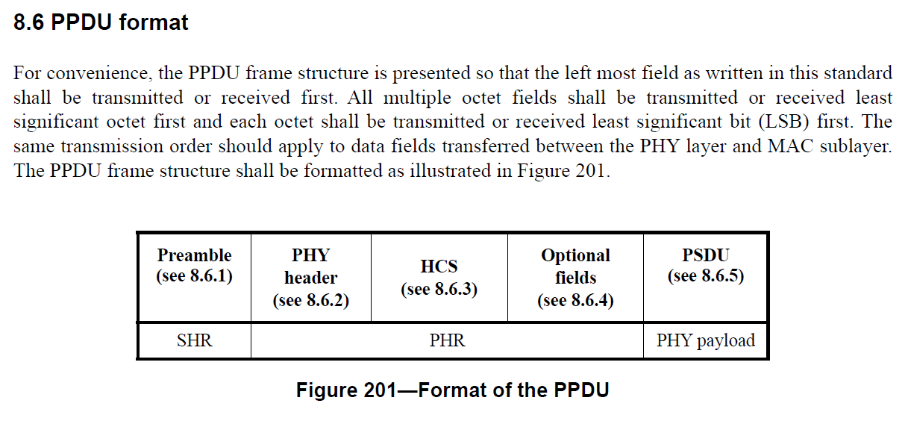 8.6 PPDU format
For convenience, the PPDU frame structure is presented so that the left most field as written in this standard
shall be transmitted or received first. All multiple octet fields shall be transmitted or received least
significant octet first and each octet shall be transmitted or received least significant bit (LSB) first. The
same transmission order should apply to data fields transferred between the PHY layer and MAC sublayer.
The PPDU frame structure shall be formatted as illustrated in Figure 201.
Preamble
(see 8.6.1)
PHY
header
(see 8.6.2)
HCS
(see 8.6.3)
Optional
fields
(see 8.6.4)
PSDU
(see 8.6.5)
SHR
PHR
PHY payload
Figure 201—Format of the PPDU